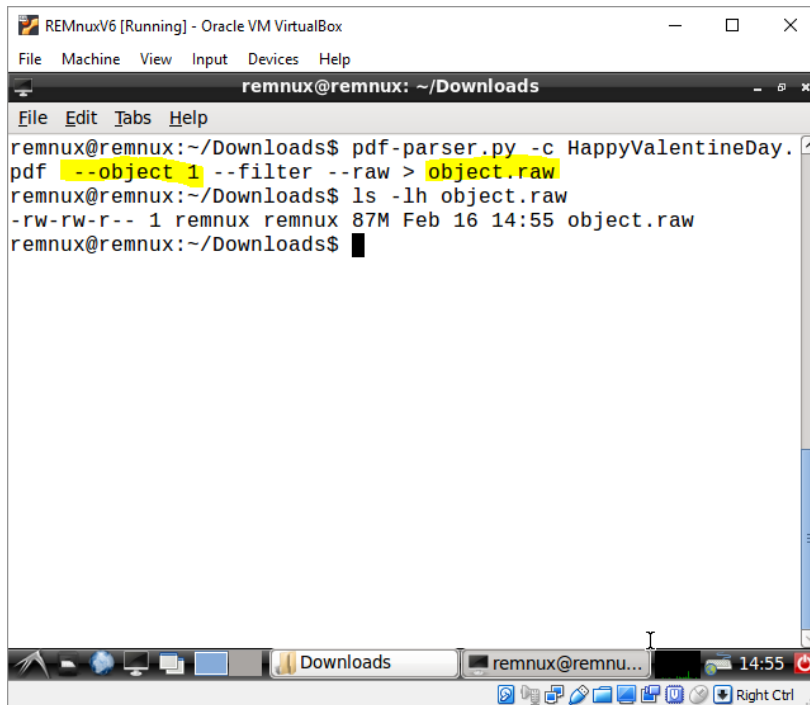 REMnuxV6 [Running] - Oracle VM VirtualBox
File Machine View Input Devices Help
remnux@remnux: ~/Downloads
File Edit Tabs Help
remnux@remnux:~/Downloads$ pdf-parser.py -c HappyValentineDay.
pdf --object 1 --filter --raw > object.raw
remnux@remnux:~/Downloads$ ls -lh object.raw
-rw-rw-r-- 1 remnux remnux 87M Feb 16 14:55 object.raw
remnux@remnux:~/Downloads$
Downloads remnux@remnu... 14:55
Right Ctrl